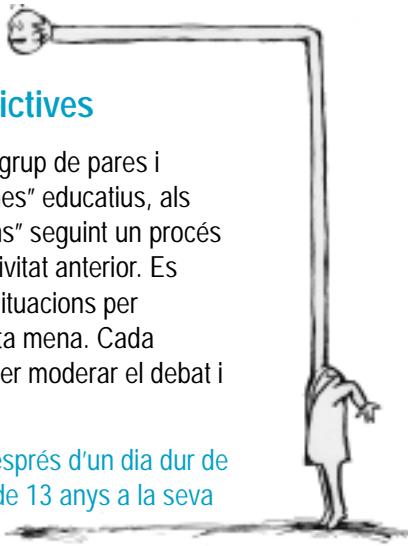 ictives
grup de pares i
es” educatius, als
s” seguint un procés
ivitat anterior. Es
ituacions per
ta mena. Cada
er moderar el debat i
esprés d’un dia dur de
de 13 anys a la seva